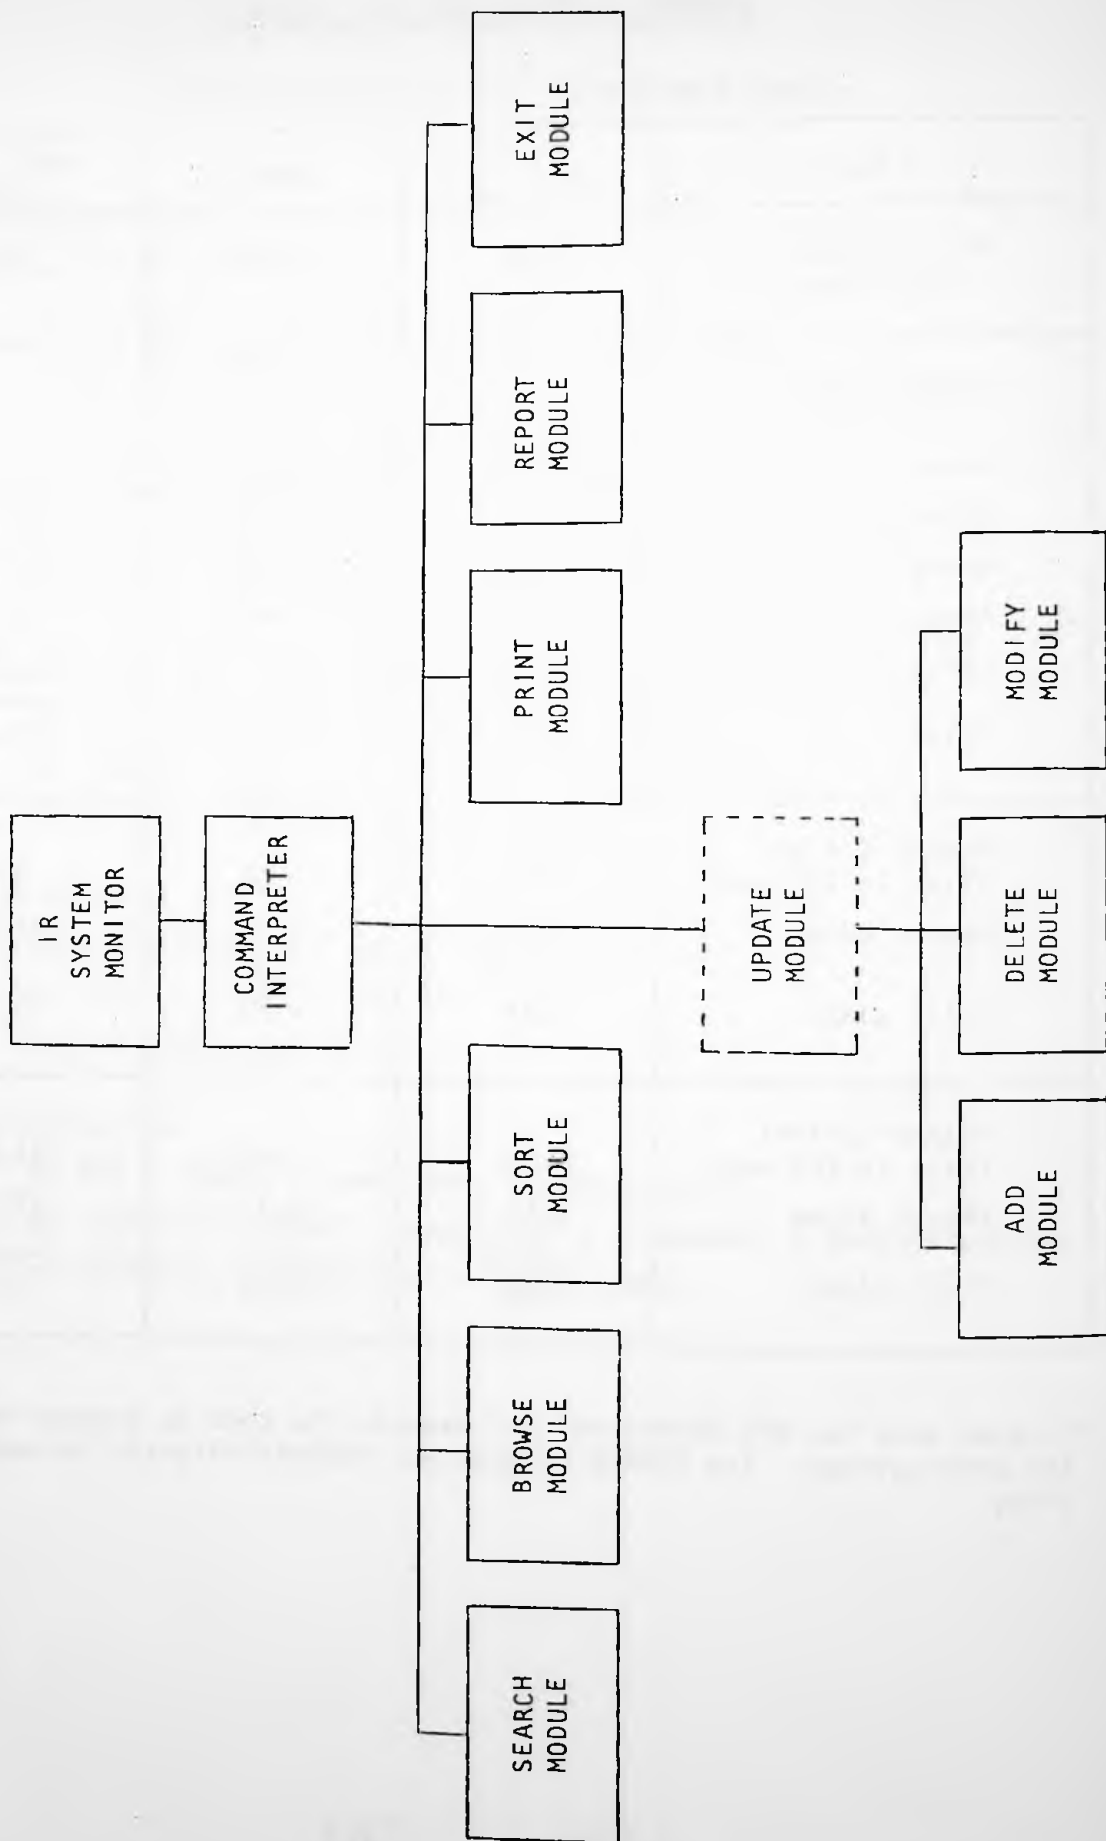 IR
SYSTEM
MONITOR
COMMAND
INTERPRETER
SEARCH
MODULE
BROWSE
MODULE
SORT
MODULE
PRINT
MODULE
REPORT
MODULE
EXIT
MODULE
UPDATE
MODULE
ADD
MODULE
DELETE
MODULE
MODIFY
MODULE